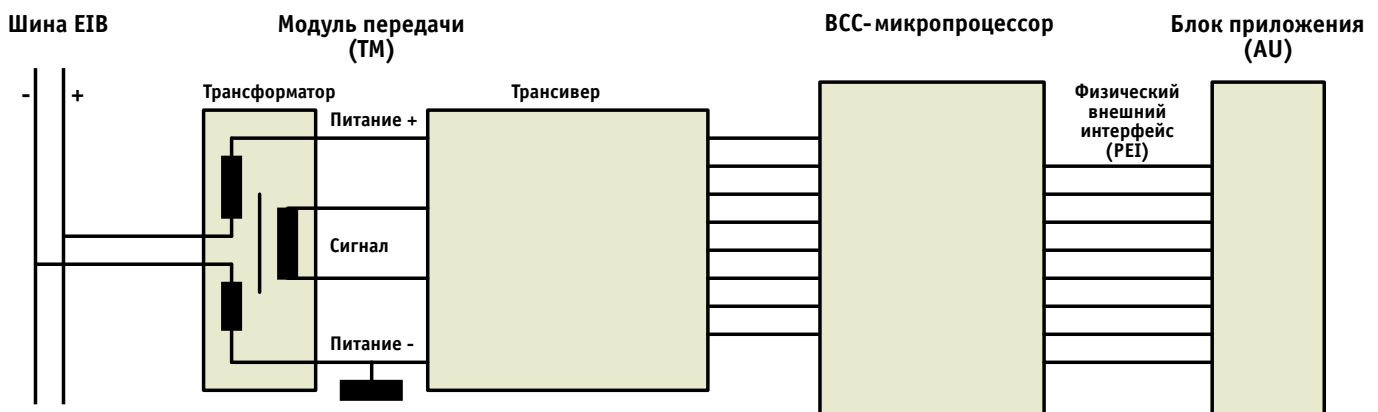 Шина EIB
Модуль передачи
(TM)
BCC-микропроцессор
Блок приложения
(AU)
-
+
Трансформатор
Питание +
Трансивер
Физический
внешний
интерфейс
(PEI)
Сигнал
Питание -